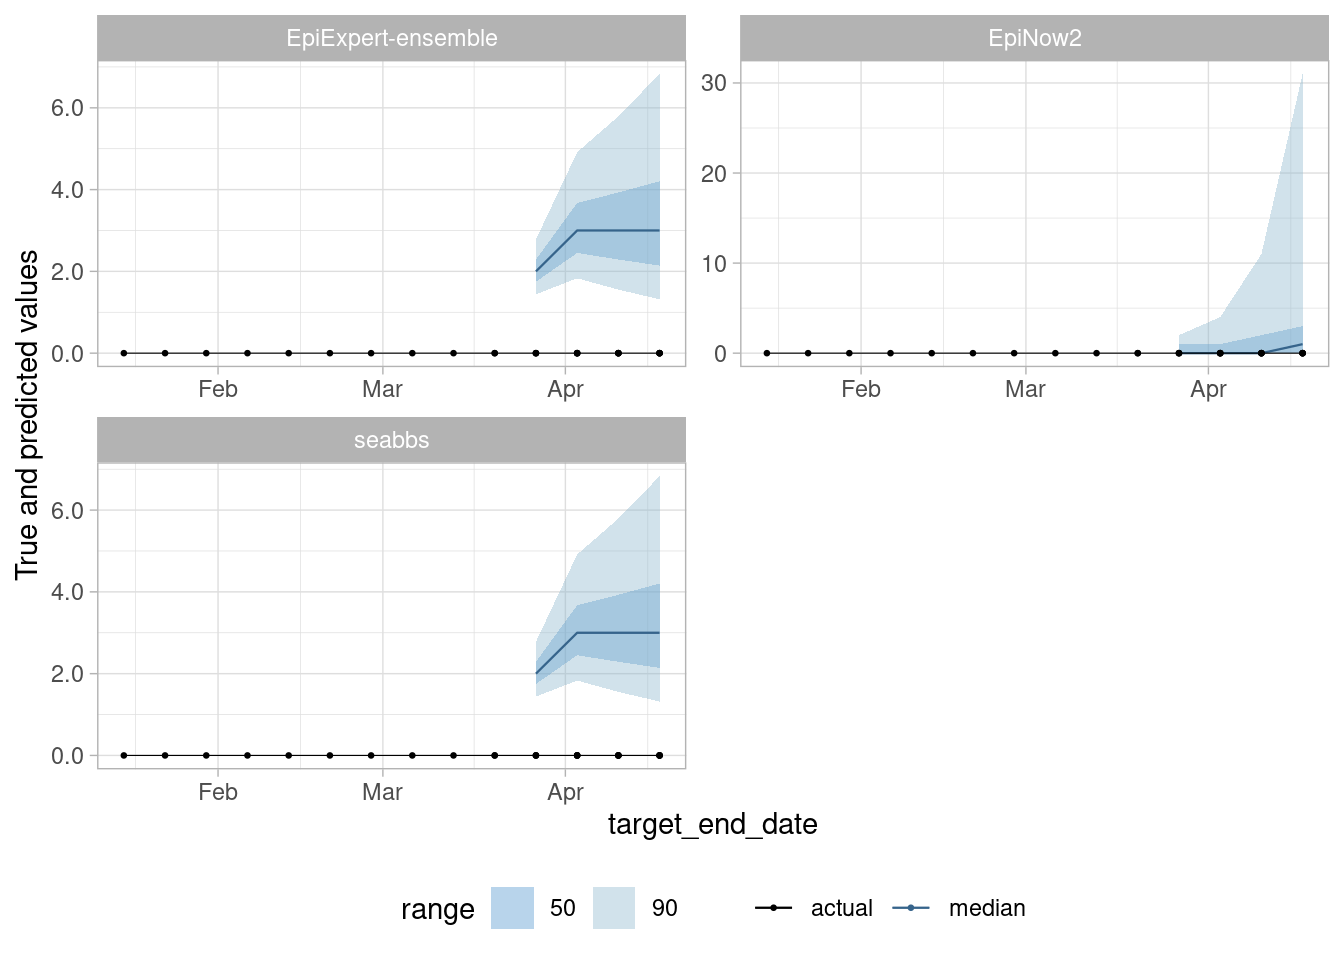 EpiExpert-ensemble
EpiNow2
True and predicted values
6.0
4.0
2.0
0.0
Feb Mar Apr
30
20
10
0
Feb Mar Apr
seabbs
6.0
4.0
2.0
0.0
Feb Mar Apr
target_end_date
range 50 90 actual median